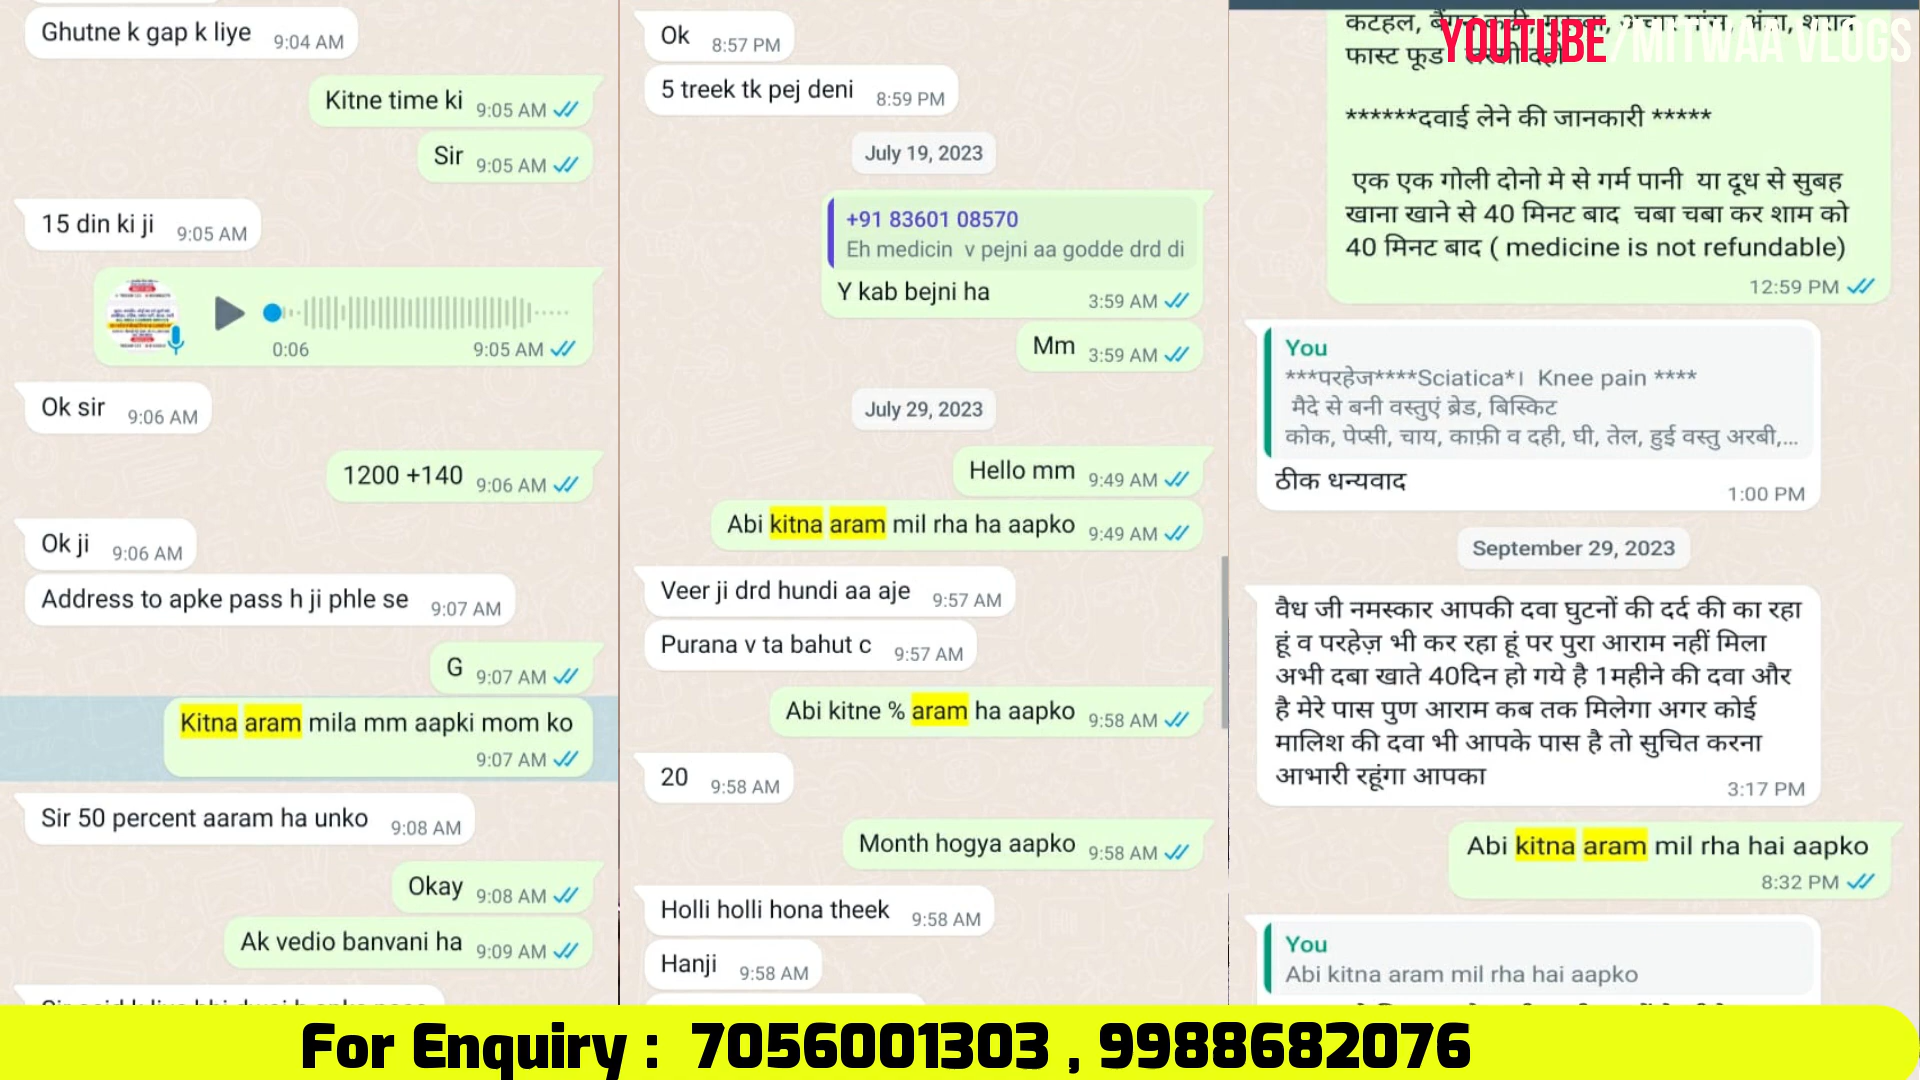 Ghutne k gap k liye 9:04 AM
Kitne time ki 9:05 AM
Sir 9:05 AM
15 din ki ji 9:05 AM
0:06 9:05 AM
Ok sir 9:06 AM
1200 +140 9:06 AM
Ok ji 9:06 AM
Address to apke pass h ji phle se 9:07 AM
G 9:07 AM
Kitna aram mila mm aapki mom ko
9:07 AM
Sir 50 percent aaram ha unko 9:08 AM
Okay 9:08 AM
Ak vedio banvani ha 9:09 AM
Ok 8:57 PM
5 treek tk pej deni 8:59 PM
July 19, 2023
+91 83601 08570
Eh medicin v pejni aa godde drd di
Y kab bejni ha 3:59 AM
Mm 3:59 AM
July 29, 2023
Hello mm 9:49 AM
Abi kitna aram mil rha ha aapko 9:49 AM
Veer ji drd hundi aa aje 9:57 AM
Purana v ta bahut c 9:57 AM
Abi kitne % aram ha aapko 9:58 AM
20 9:58 AM
Month hogya aapko 9:58 AM
Holli holli hona theek 9:58 AM
Hanji 9:58 AM
YOUTUBE/MITWAA VLOGS
कटहल,
फास्ट फूड
******दवाई लेने की जानकारी *****
एक एक गोली दोनो मे से गर्म पानी या दूध से सुबह
खाना खाने से 40 मिनट बाद चबा चबा कर शाम को
40 मिनट बाद ( medicine is not refundable)
12:59 PM
You
***परहेज****Sciatica*। Knee pain ****
मैदे से बनी वस्तुएं ब्रेड, बिस्किट
कोक, पेप्सी, चाय, काफ़ी व दही, घी, तेल, हुई वस्तु अरबी,...
ठीक धन्यवाद
1:00 PM
September 29, 2023
वैध जी नमस्कार आपकी दवा घुटनों की दर्द की का रहा
हूं व परहेज़ भी कर रहा हूं पर पुरा आराम नहीं मिला
अभी दबा खाते 40दिन हो गये है 1महीने की दवा और
है मेरे पास पुण आराम कब तक मिलेगा अगर कोई
मालिश की दवा भी आपके पास है तो सुचित करना
आभारी रहूंगा आपका
3:17 PM
Abi kitna aram mil rha hai aapko
8:32 PM
You
Abi kitna aram mil rha hai aapko
For Enquiry : 7056001303 , 9988682076